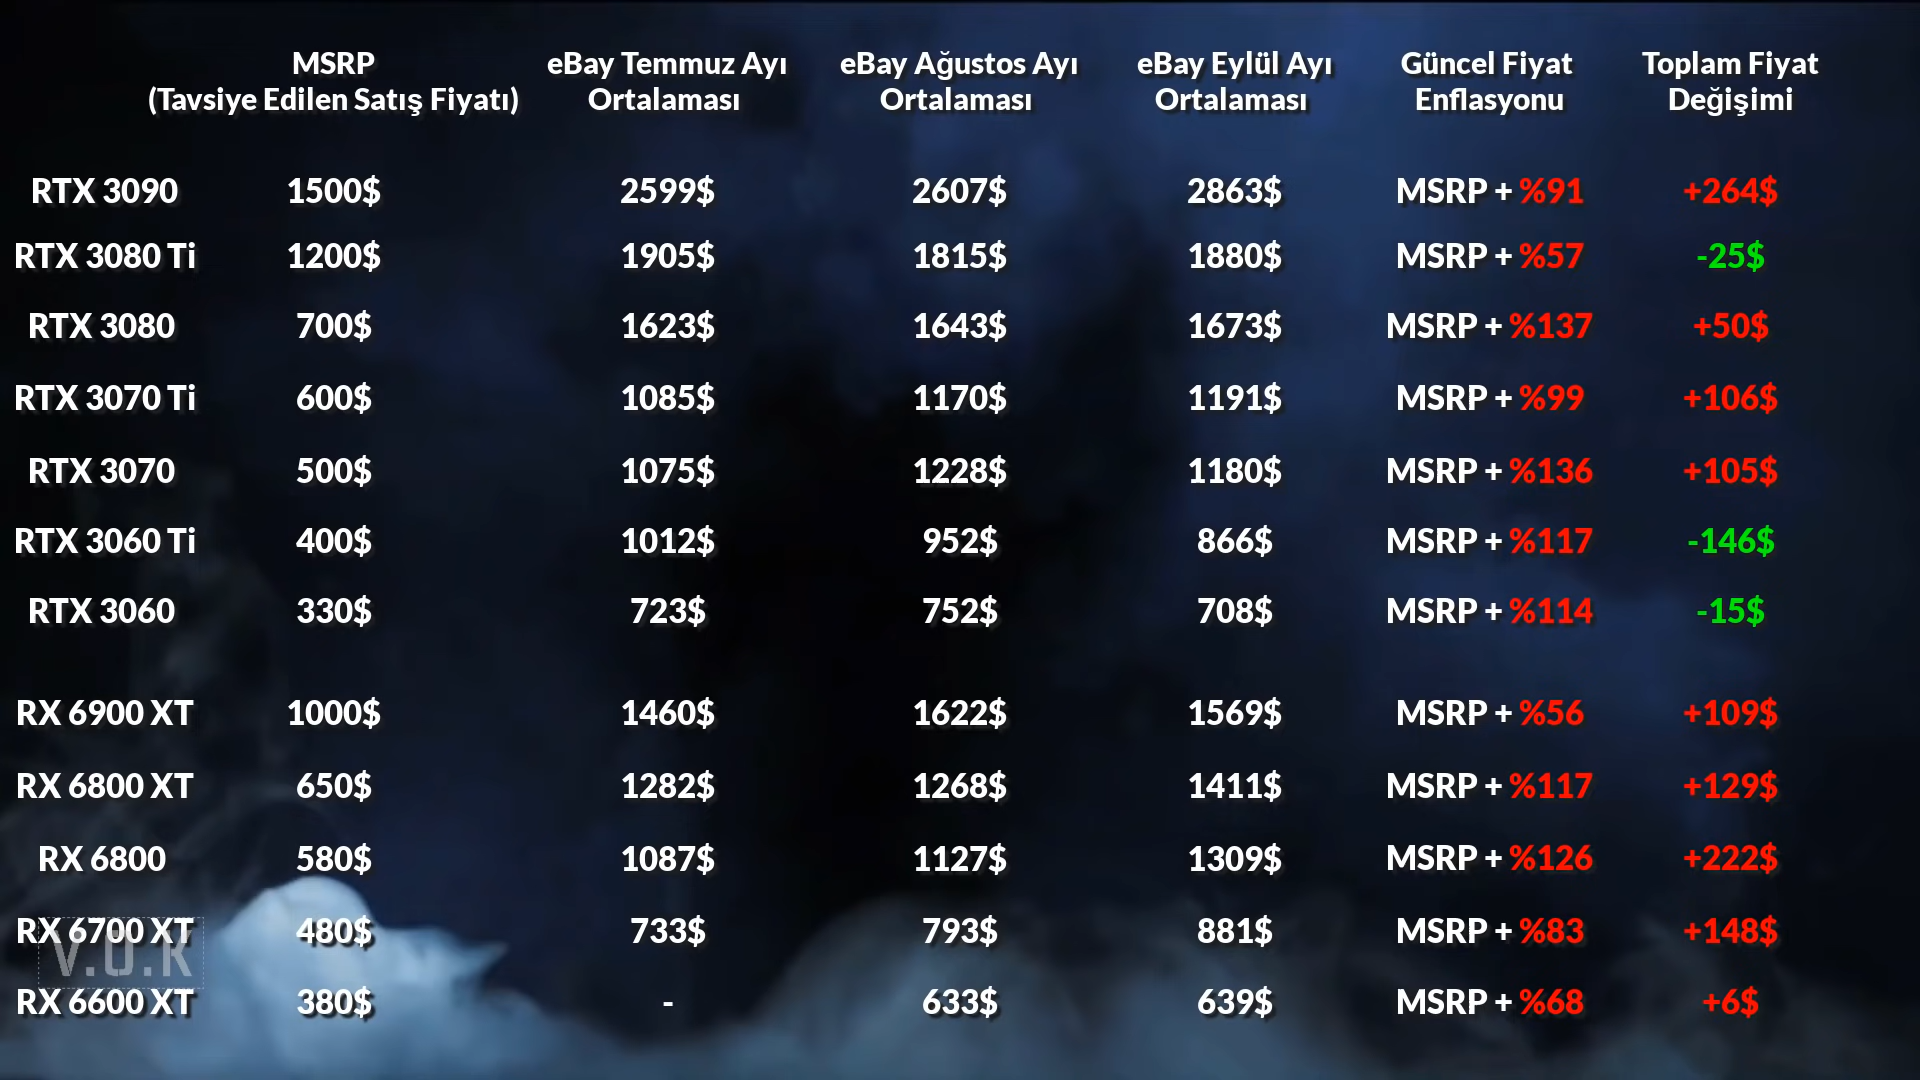 MSRP
(Tavsiye Edilen Satış Fiyatı)
eBay Temmuz Ayı
Ortalaması
eBay Ağustos Ayı
Ortalaması
eBay Eylül Ayı
Ortalaması
Güncel Fiyat
Enflasyonu
Toplam Fiyat
Değişimi
RTX 3090 1500$ 2599$ 2607$ 2863$ MSRP + %91 +264$
RTX 3080 Ti 1200$ 1905$ 1815$ 1880$ MSRP + %57 -25$
RTX 3080 700$ 1623$ 1643$ 1673$ MSRP + %137 +50$
RTX 3070 Ti 600$ 1085$ 1170$ 1191$ MSRP + %99 +106$
RTX 3070 500$ 1075$ 1228$ 1180$ MSRP + %136 +105$
RTX 3060 Ti 400$ 1012$ 952$ 866$ MSRP + %117 -146$
RTX 3060 330$ 723$ 752$ 708$ MSRP + %114 -15$
RX 6900 XT 1000$ 1460$ 1622$ 1569$ MSRP + %56 +109$
RX 6800 XT 650$ 1282$ 1268$ 1411$ MSRP + %117 +129$
RX 6800 580$ 1087$ 1127$ 1309$ MSRP + %126 +222$
RX 6700 XT 480$ 733$ 793$ 881$ MSRP + %83 +148$
V.O.K
RX 6600 XT 380$ - 633$ 639$ MSRP + %68 +6$